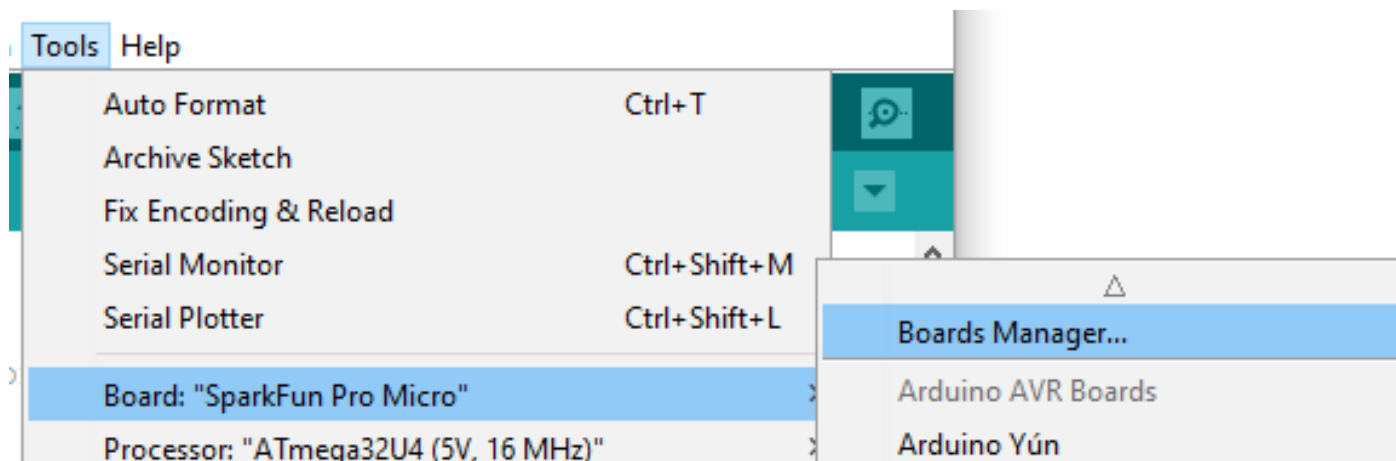 Tools Help
Auto Format Ctrl+T
Archive Sketch
Fix Encoding & Reload
Serial Monitor Ctrl+Shift+M
Serial Plotter Ctrl+Shift+L
Boards Manager...
Board: "SparkFun Pro Micro"
Arduino AVR Boards
Processor: "ATmega32U4 (5V, 16 MHz)"
Arduino Yún